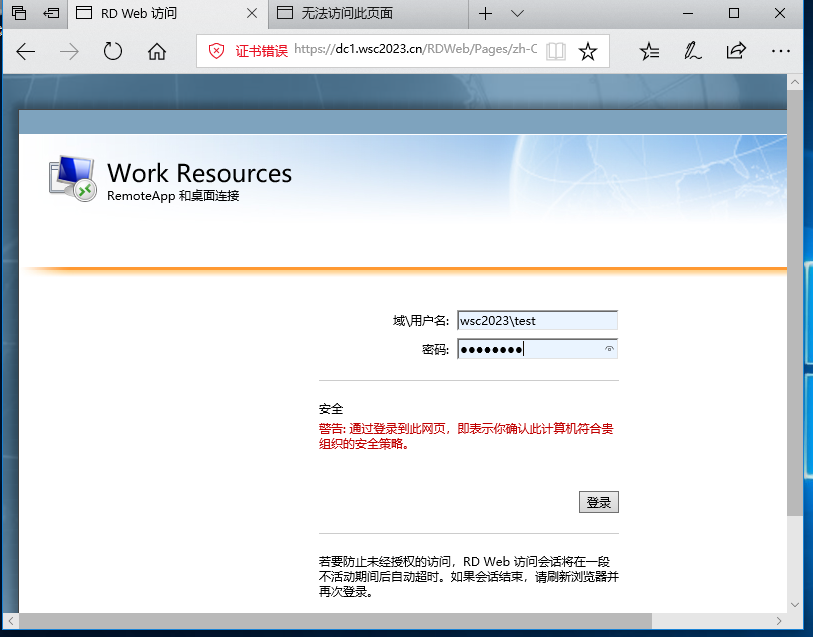 RD Web 访问
无法访问此页面
证书错误 https://dc1.wsc2023.cn/RDWeb/Pages/zh-C
Work Resources
RemoteApp 和桌面连接
域\用户名: wsc2023\test
密码: ●●●●●●●●
安全
警告: 通过登录到此网页，即表示你确认此计算机符合贵
组织的安全策略。
登录
若要防止未经授权的访问，RD Web 访问会话将在一段
不活动期间后自动超时。如果会话结束，请刷新浏览器并
再次登录。